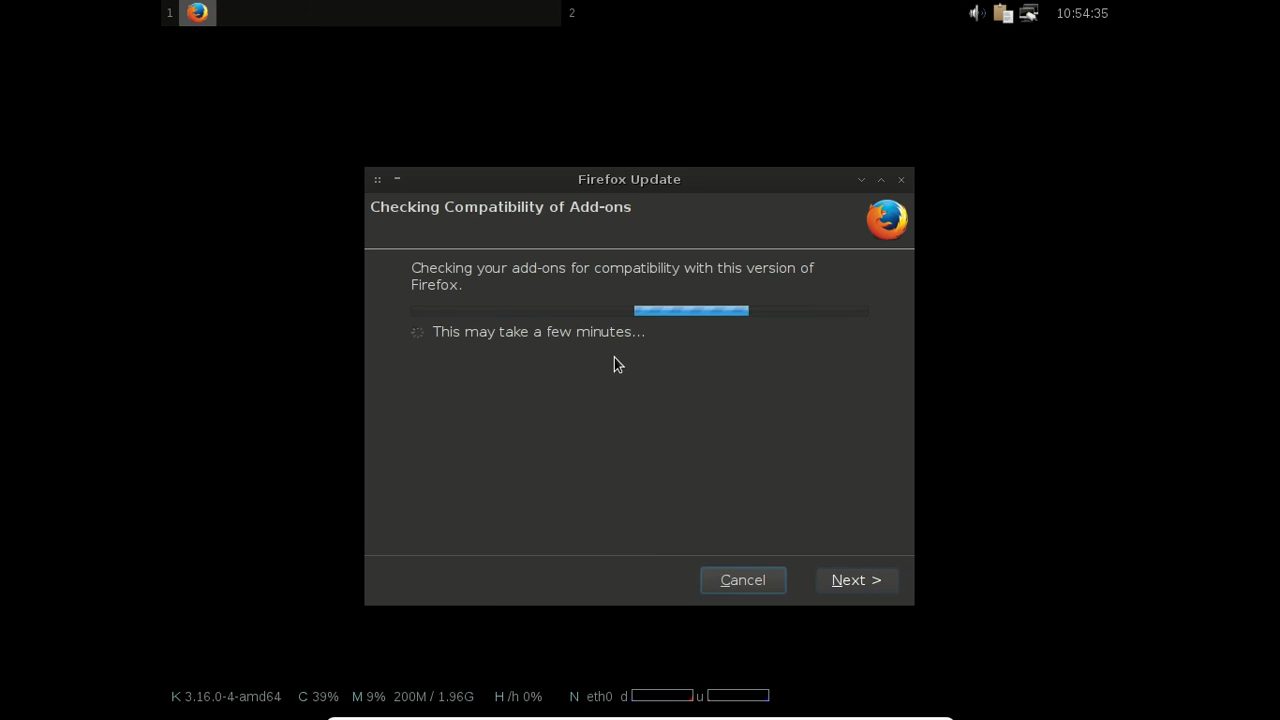 1
2
10:54:35
Firefox Update
Checking Compatibility of Add-ons
Checking your add-ons for compatibility with this version of
Firefox.
This may take a few minutes...
Cancel
Next >
K 3.16.0-4-amd64 C 39% M 9% 200M / 1.96G H /h 0% N eth0 d u